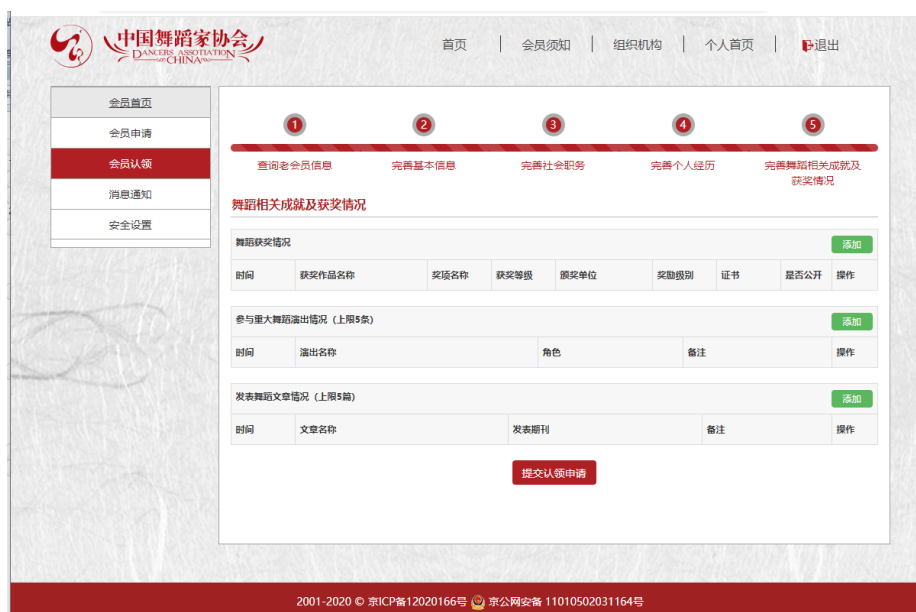 中国舞蹈家协会
DANCERS ASSOTIATION
CHINA
首页 | 会员须知 | 组织机构 | 个人首页 | 退出
会员首页
会员申请
会员认领
消息通知
安全设置
1 2 3 4 5
查询老会员信息 完善基本信息 完善社会职务 完善个人经历 完善舞蹈相关成就及
获奖情况
舞蹈相关成就及获奖情况
舞蹈获奖情况 添加
时间 获奖作品名称 奖项名称 获奖等级 颁奖单位 奖励级别 证书 是否公开 操作
参与重大舞蹈演出情况（上限5条） 添加
时间 演出名称 角色 备注 操作
发表舞蹈文章情况（上限5篇） 添加
时间 文章名称 发表期刊 备注 操作
提交认领申请
2001-2020 © 京ICP备12020166号 京公网安备 11010502031164号